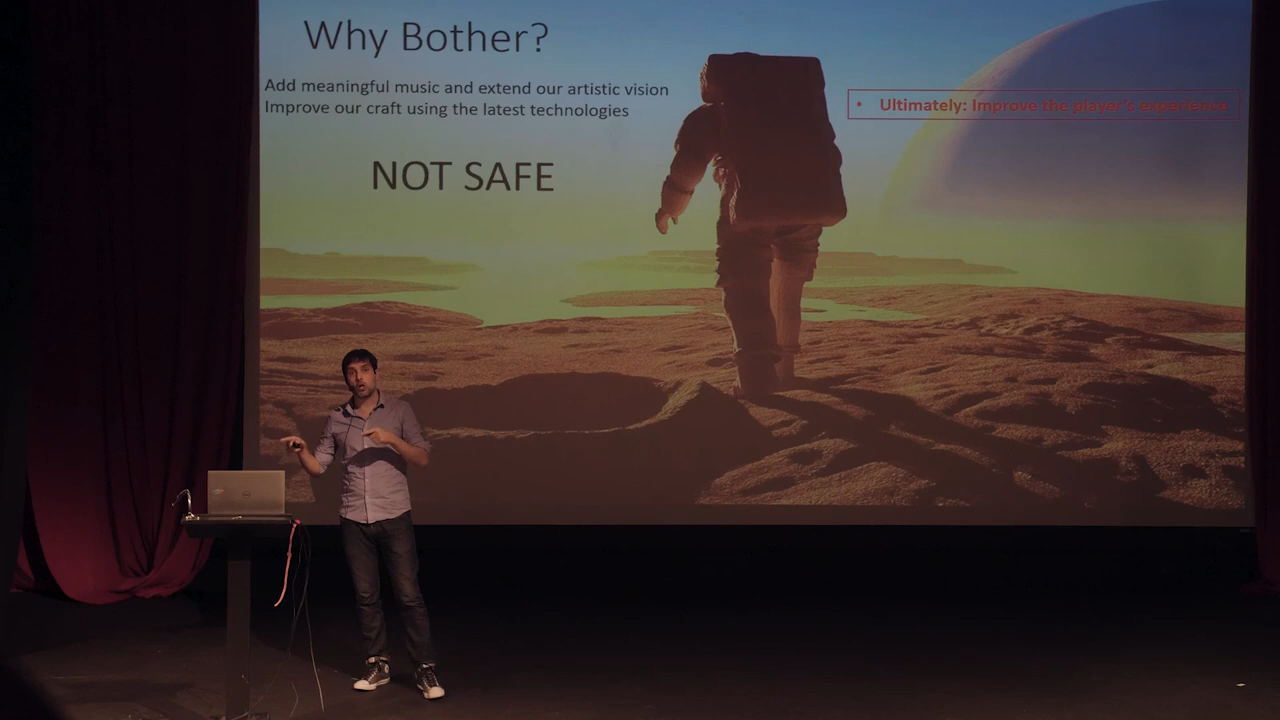 Why Bother?
Add meaningful music and extend our artistic vision
Improve our craft using the latest technologies
• Ultimately: Improve the player's experience
NOT SAFE